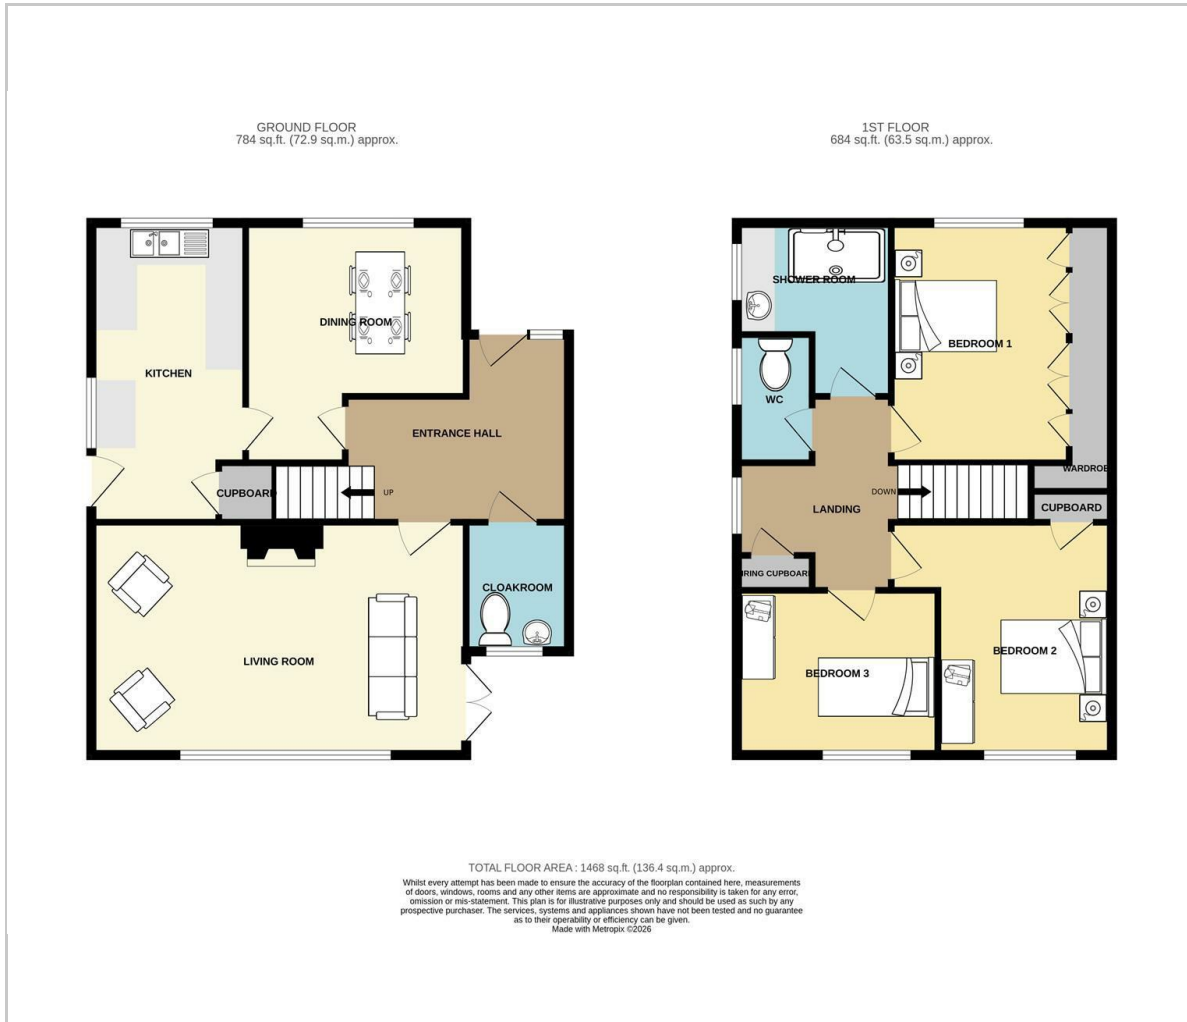 GROUND FLOOR
784 sq.ft. (72.9 sq.m.) approx.
KITCHEN
DINING ROOM
ENTRANCE HALL
CUPBOARD
UP
CLOAKROOM
LIVING ROOM
1ST FLOOR
684 sq.ft. (63.5 sq.m.) approx.
SHOWER ROOM
BEDROOM 1
WC
WARDROB
DOWN
LANDING
CUPBOARD
IRING CUPBOARD
BEDROOM 2
BEDROOM 3
TOTAL FLOOR AREA : 1468 sq.ft. (136.4 sq.m.) approx.
Whilst every attempt has been made to ensure the accuracy of the floorplan contained here, measurements
of doors, windows, rooms and any other items are approximate and no responsibility is taken for any error,
omission or mis-statement. This plan is for illustrative purposes only and should be used as such by any
prospective purchaser. The services, systems and appliances shown have not been tested and no guarantee
as to their operability or efficiency can be given.
Made with Metropix ©2026